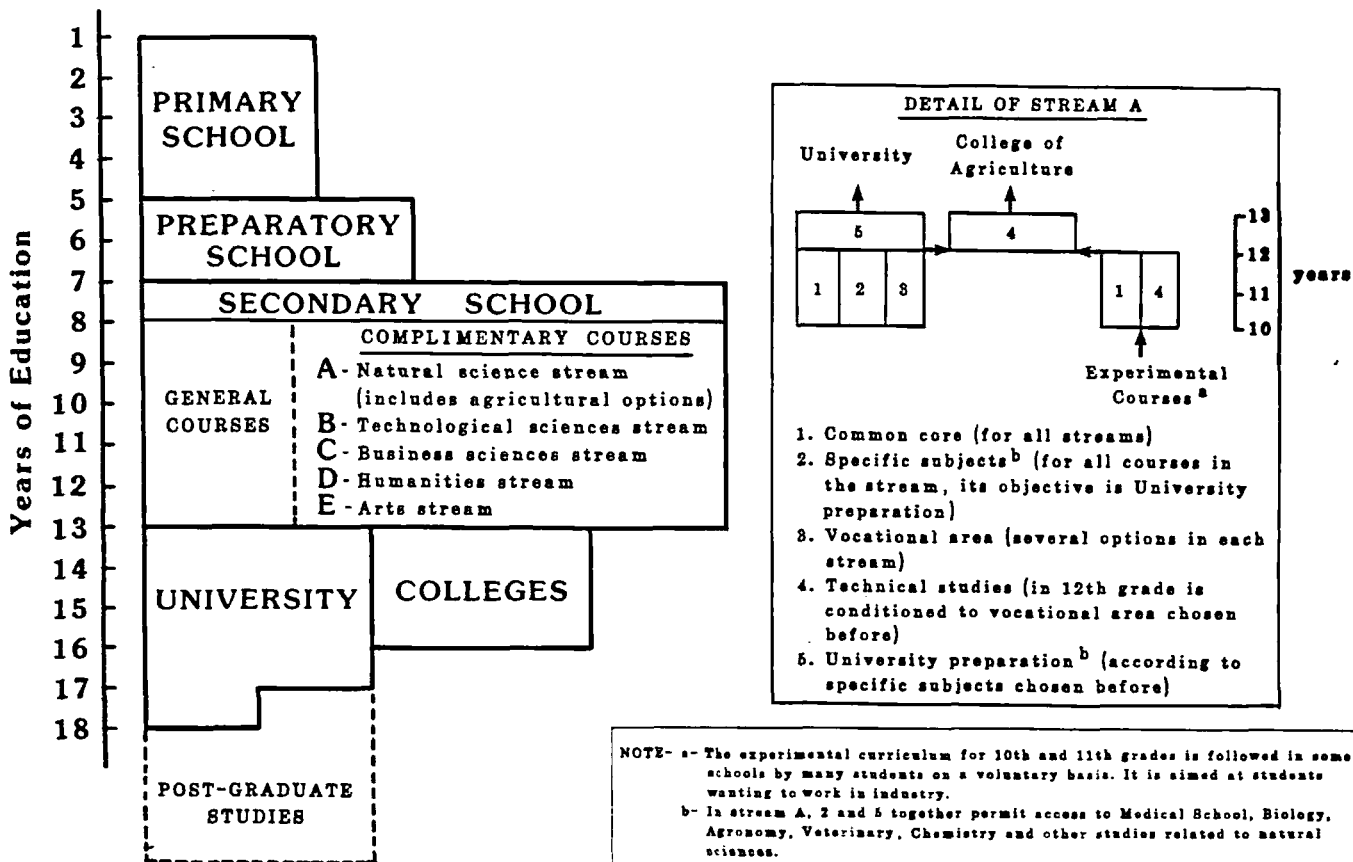 Years of Education
1
2
3
4
5
6
7
8
9
10
11
12
13
14
15
16
17
18
PRIMARY
SCHOOL
PREPARATORY
SCHOOL
SECONDARY SCHOOL
GENERAL
COURSES
COMPLIMENTARY COURSES
A - Natural science stream
(includes agricultural options)
B - Technological sciences stream
C - Business sciences stream
D - Humanities stream
E - Arts stream
UNIVERSITY
COLLEGES
POST-GRADUATE
STUDIES
DETAIL OF STREAM A
University
College of
Agriculture
5
4
1 2 3
1 4
13
12
11
10
years
Experimental
Courses a
1. Common core (for all streams)
2. Specific subjects b (for all courses in
the stream, its objective is University
preparation)
3. Vocational area (several options in each
stream)
4. Technical studies (in 12th grade is
conditioned to vocational area chosen
before)
5. University preparation b (according to
specific subjects chosen before)
NOTE- a- The experimental curriculum for 10th and 11th grades is followed in some
schools by many students on a voluntary basis. It is aimed at students
wanting to work in industry.
b- In stream A, 2 and 5 together permit access to Medical School, Biology,
Agronomy, Veterinary, Chemistry and other studies related to natural
sciences.